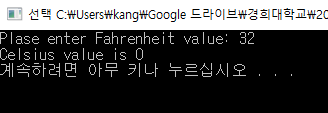 선택 C:₩Users₩kang₩Google 드라이브₩경희대학교₩20
Plase enter Fahrenheit value: 32
Celsius value is 0
계속하려면 아무 키나 누르십시오 . . .